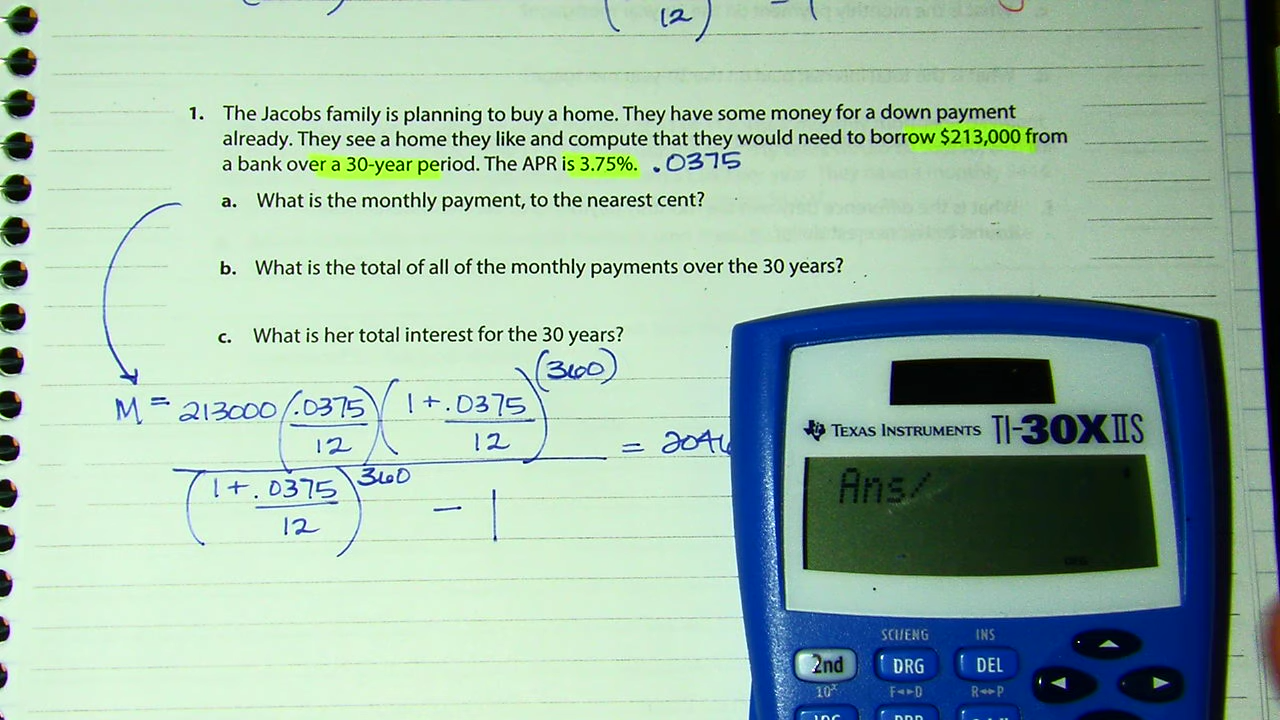 12
- 1
1. The Jacobs family is planning to buy a home. They have some money for a down payment
already. They see a home they like and compute that they would need to borrow $213,000 from
a bank over a 30-year period. The APR is 3.75%. .0375
a. What is the monthly payment, to the nearest cent?
b. What is the total of all of the monthly payments over the 30 years?
c. What is her total interest for the 30 years?
M = 213000 (.0375/12) (1+.0375/12)^(360)
(1+.0375/12)^360 - 1
= 2046
TEXAS INSTRUMENTS TI-30X IIS
Ans/
SCI/ENG INS
2nd DRG DEL
10^x F◄►D R◄►P